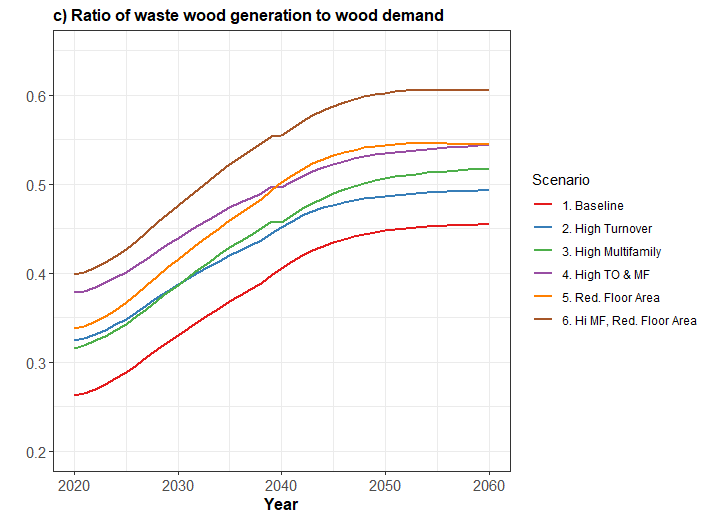 c) Ratio of waste wood generation to wood demand
0.6
0.5
0.4
0.3
0.2
2020 2030 2040 2050 2060
Year
Scenario
1. Baseline
2. High Turnover
3. High Multifamily
4. High TO & MF
5. Red. Floor Area
6. Hi MF, Red. Floor Area